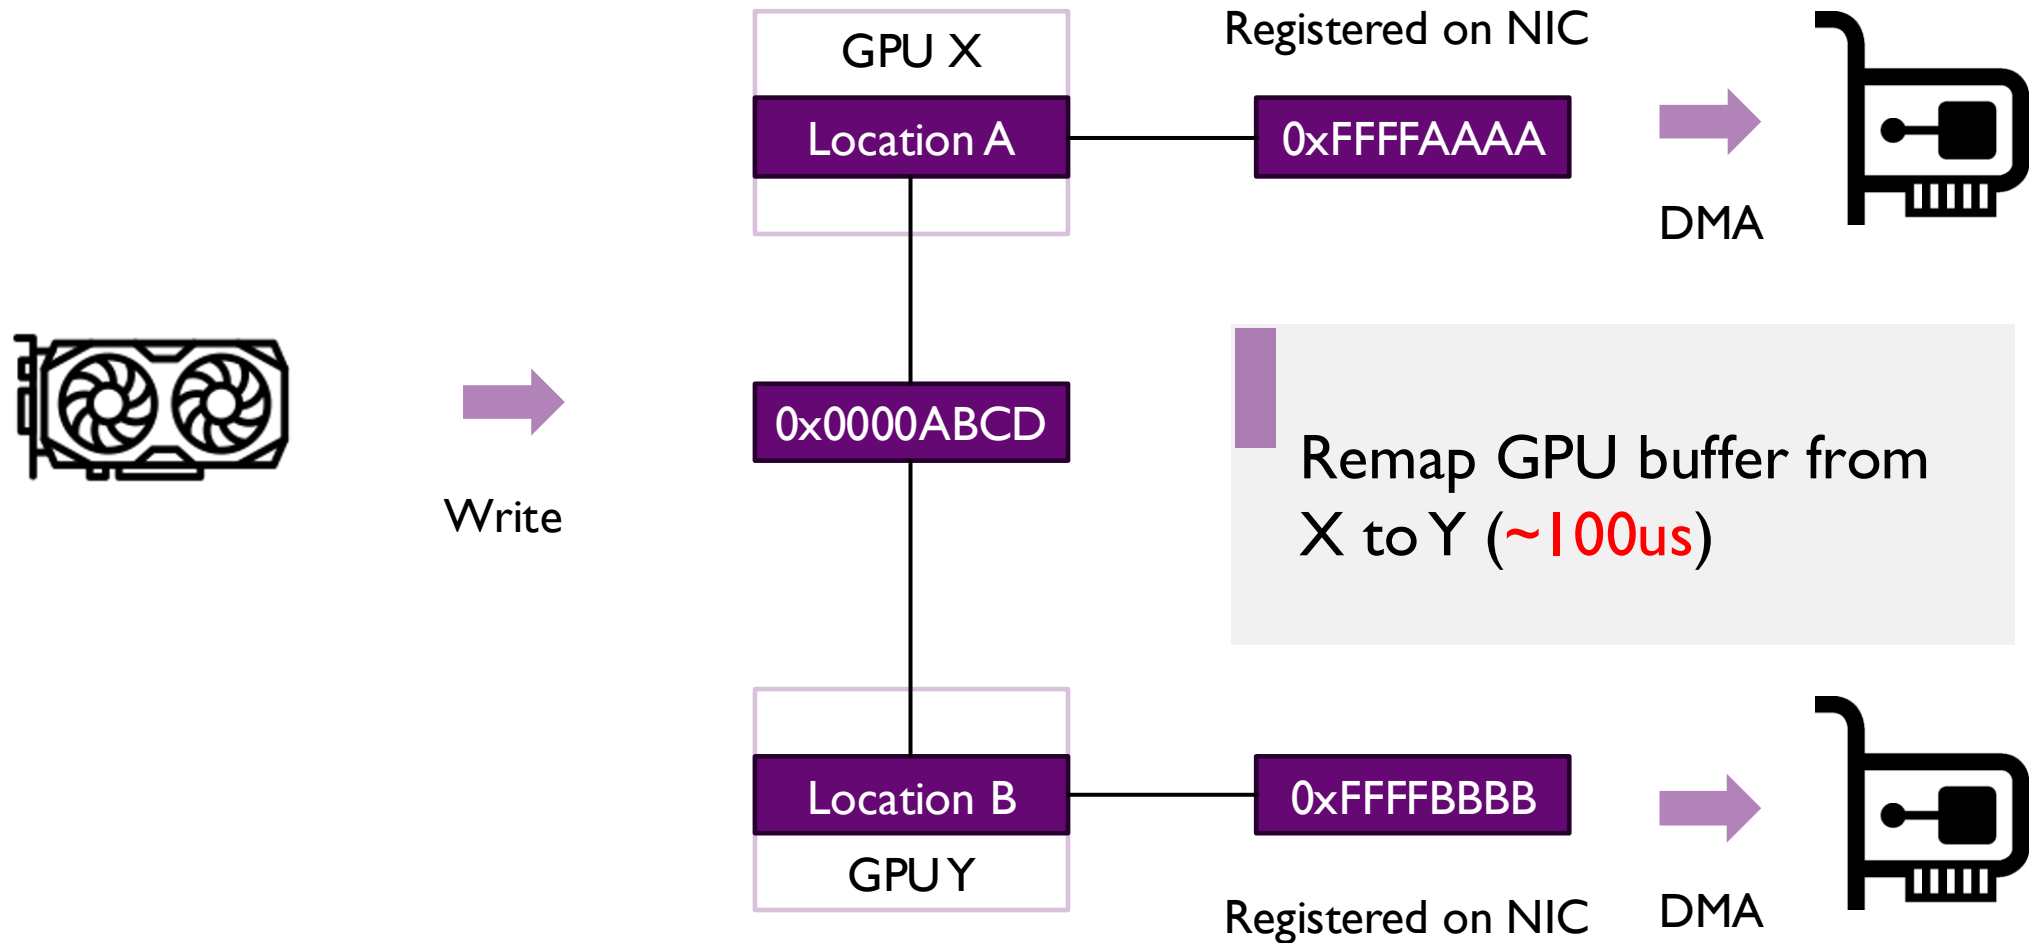 GPU X
Registered on NIC
Location A
0xFFFFAAAA
DMA
0x0000ABCD
Write
Remap GPU buffer from
X to Y (~100us)
Location B
0xFFFFBBBB
GPU Y
Registered on NIC
DMA